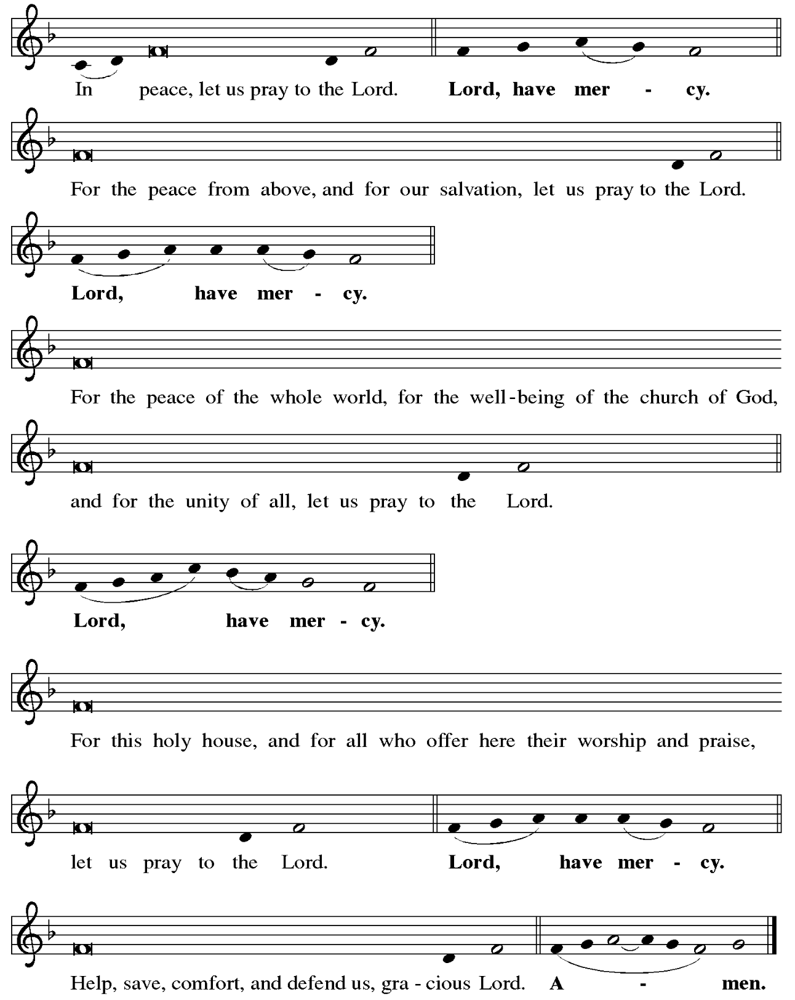 In peace, let us pray to the Lord. Lord, have mer - cy.
For the peace from above, and for our salvation, let us pray to the Lord.
Lord, have mer - cy.
For the peace of the whole world, for the well-being of the church of God,
and for the unity of all, let us pray to the Lord.
Lord, have mer - cy.
For this holy house, and for all who offer here their worship and praise,
let us pray to the Lord. Lord, have mer - cy.
Help, save, comfort, and defend us, gra - cious Lord. A - men.